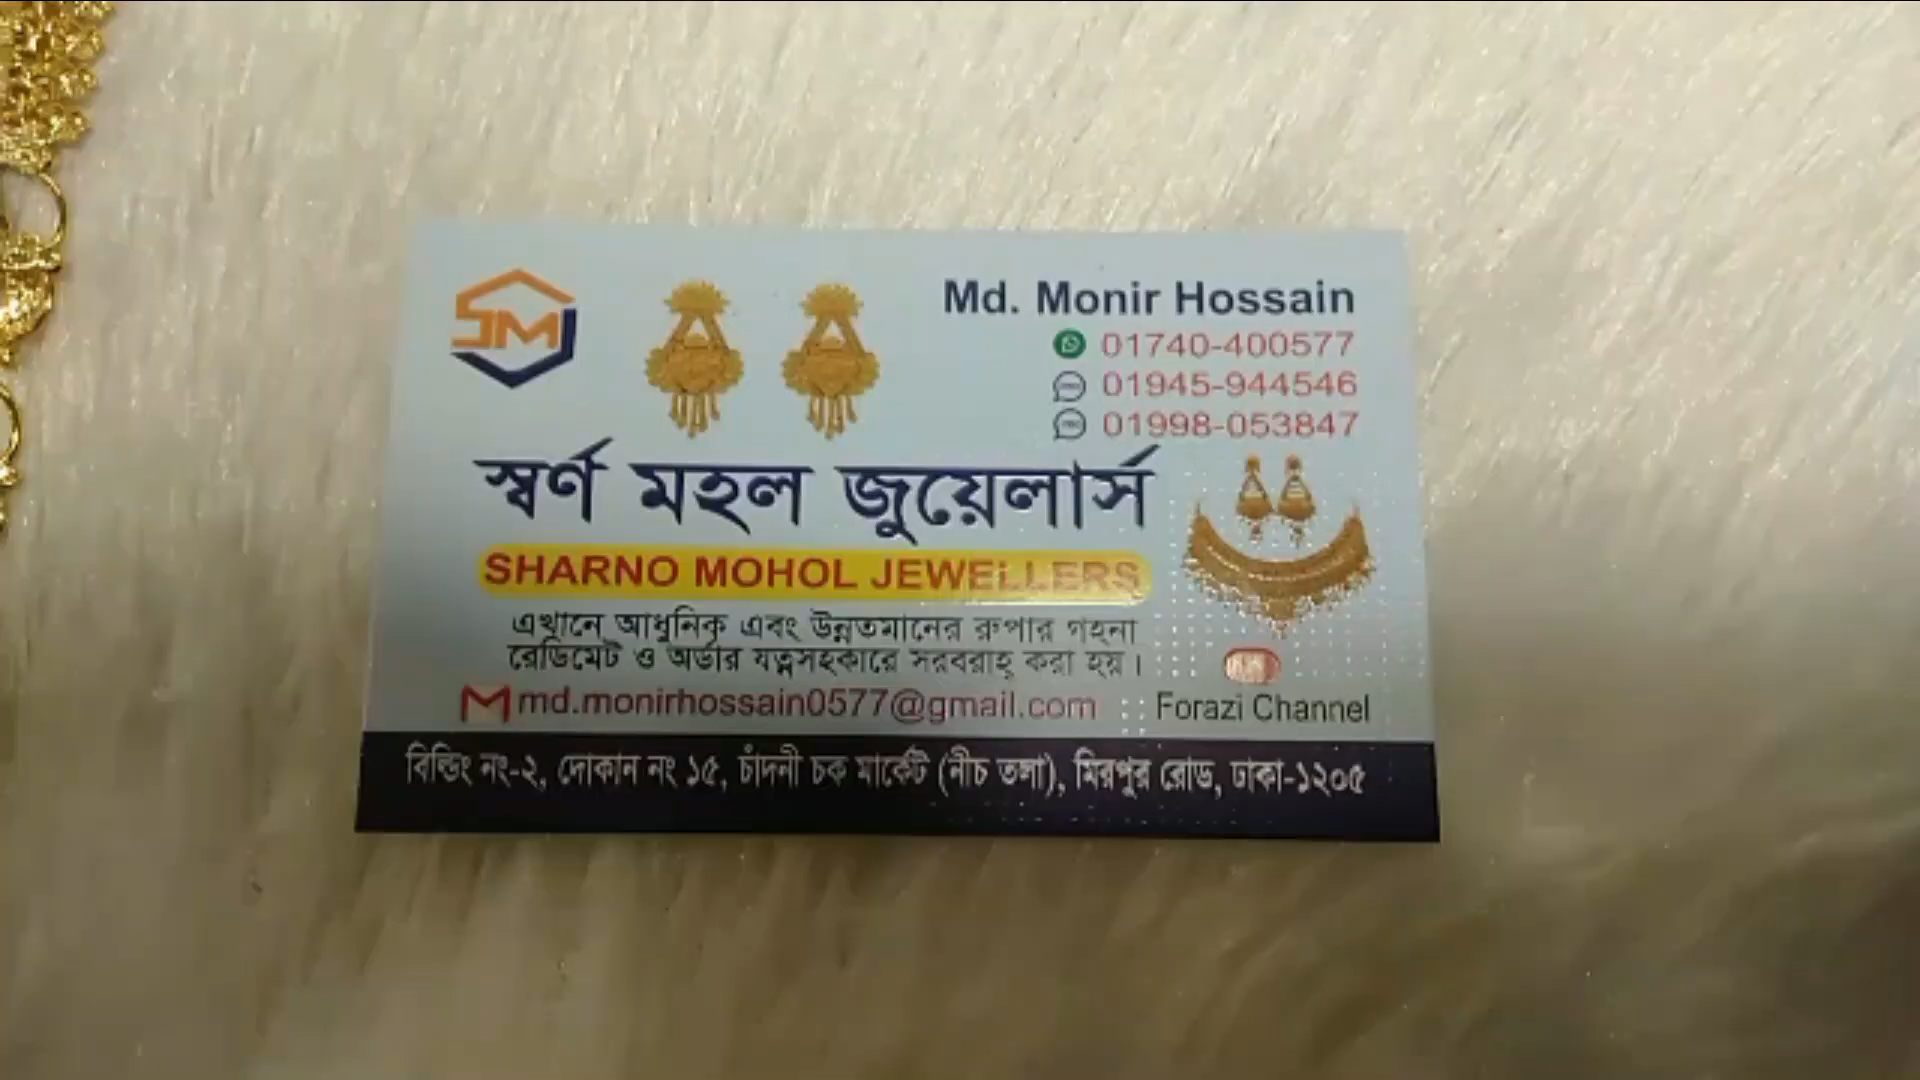 SMJ
Md. Monir Hossain
01740-400577
01945-944546
01998-053847
স্বর্ণ মহল জুয়েলার্স
SHARNO MOHOL JEWELLERS
এখানে আধুনিক এবং উন্নতমানের রুপার গহনা
রেডিমেট ও অর্ডার যত্নসহকারে সরবরাহ করা হয়।
md.monirhossain0577@gmail.com
Forazi Channel
বিল্ডিং নং-২, দোকান নং ১৫, চাঁদনী চক মার্কেট (নীচ তলা), মিরপুর রোড, ঢাকা-১২০৫